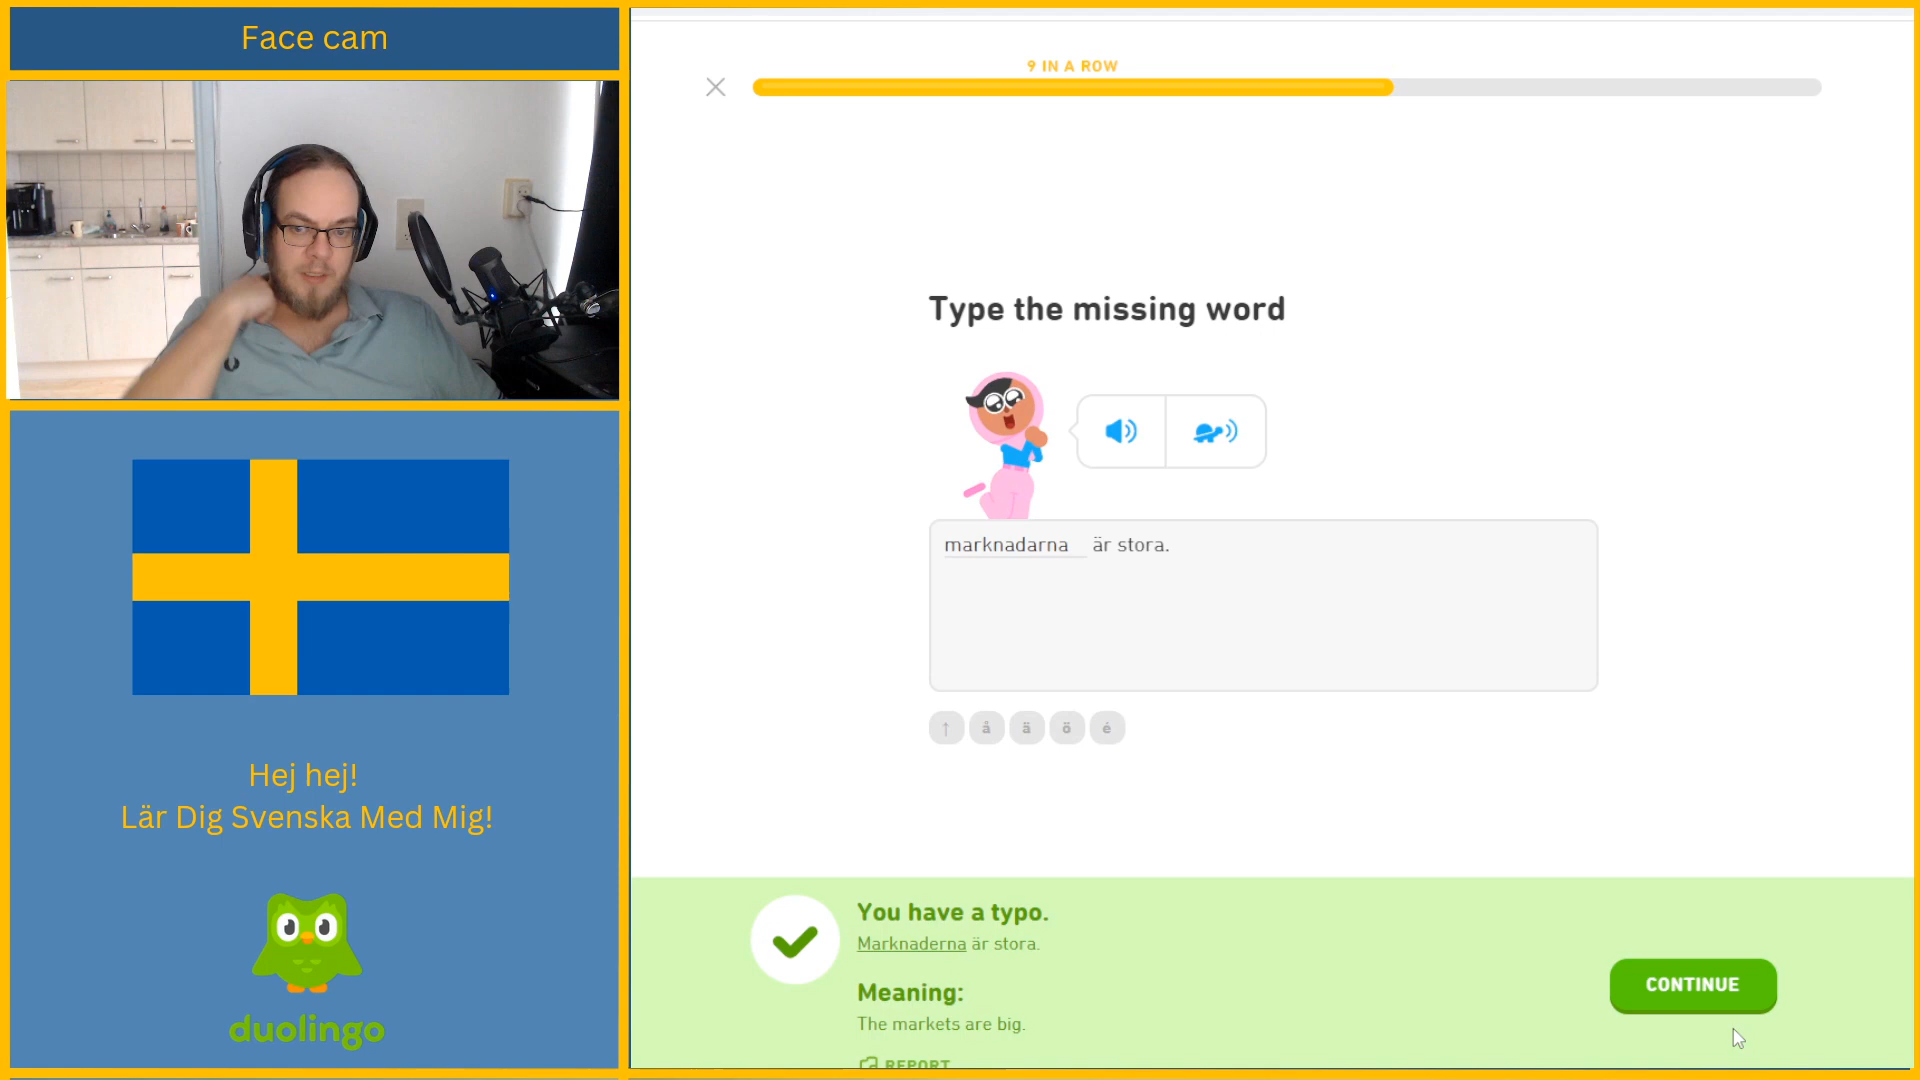 Face cam
9 IN A ROW
Type the missing word
marknadarna är stora.
↑ å ä ö é
Hej hej!
Lär Dig Svenska Med Mig!
duolingo
You have a typo.
Marknaderna är stora.
Meaning:
The markets are big.
REPORT
CONTINUE